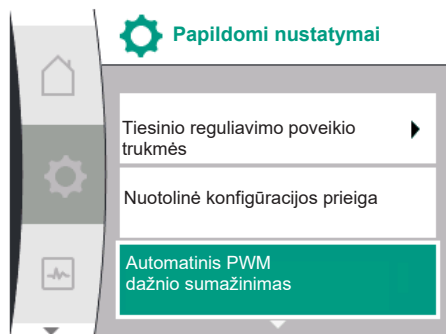 Papildomi nustatymai
Tiesinio reguliavimo poveikio
trukmės
Nuotolinė konfigūracijos prieiga
Automatinis PWM
dažnio sumažinimas